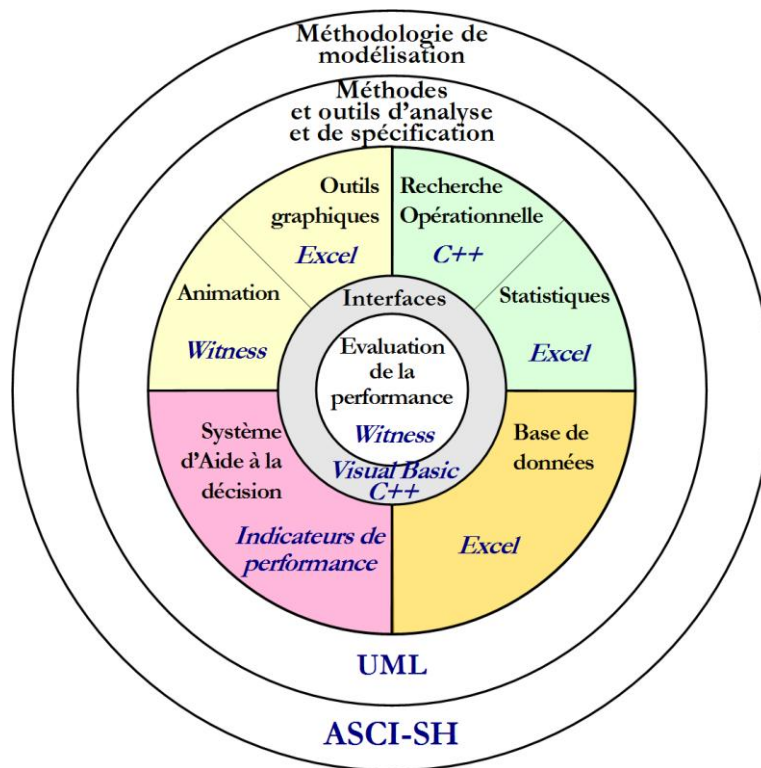 Méthodologie de
modélisation
Méthodes
et outils d'analyse
et de spécification
Outils
graphiques
Excel
Recherche
Opérationnelle
C++
Animation
Witness
Statistiques
Excel
Interfaces
Evaluation
de la
performance
Witness
Visual Basic
C++
Système
d'Aide à la
décision
Indicateurs de
performance
Base de
données
Excel
UML
ASCI-SH